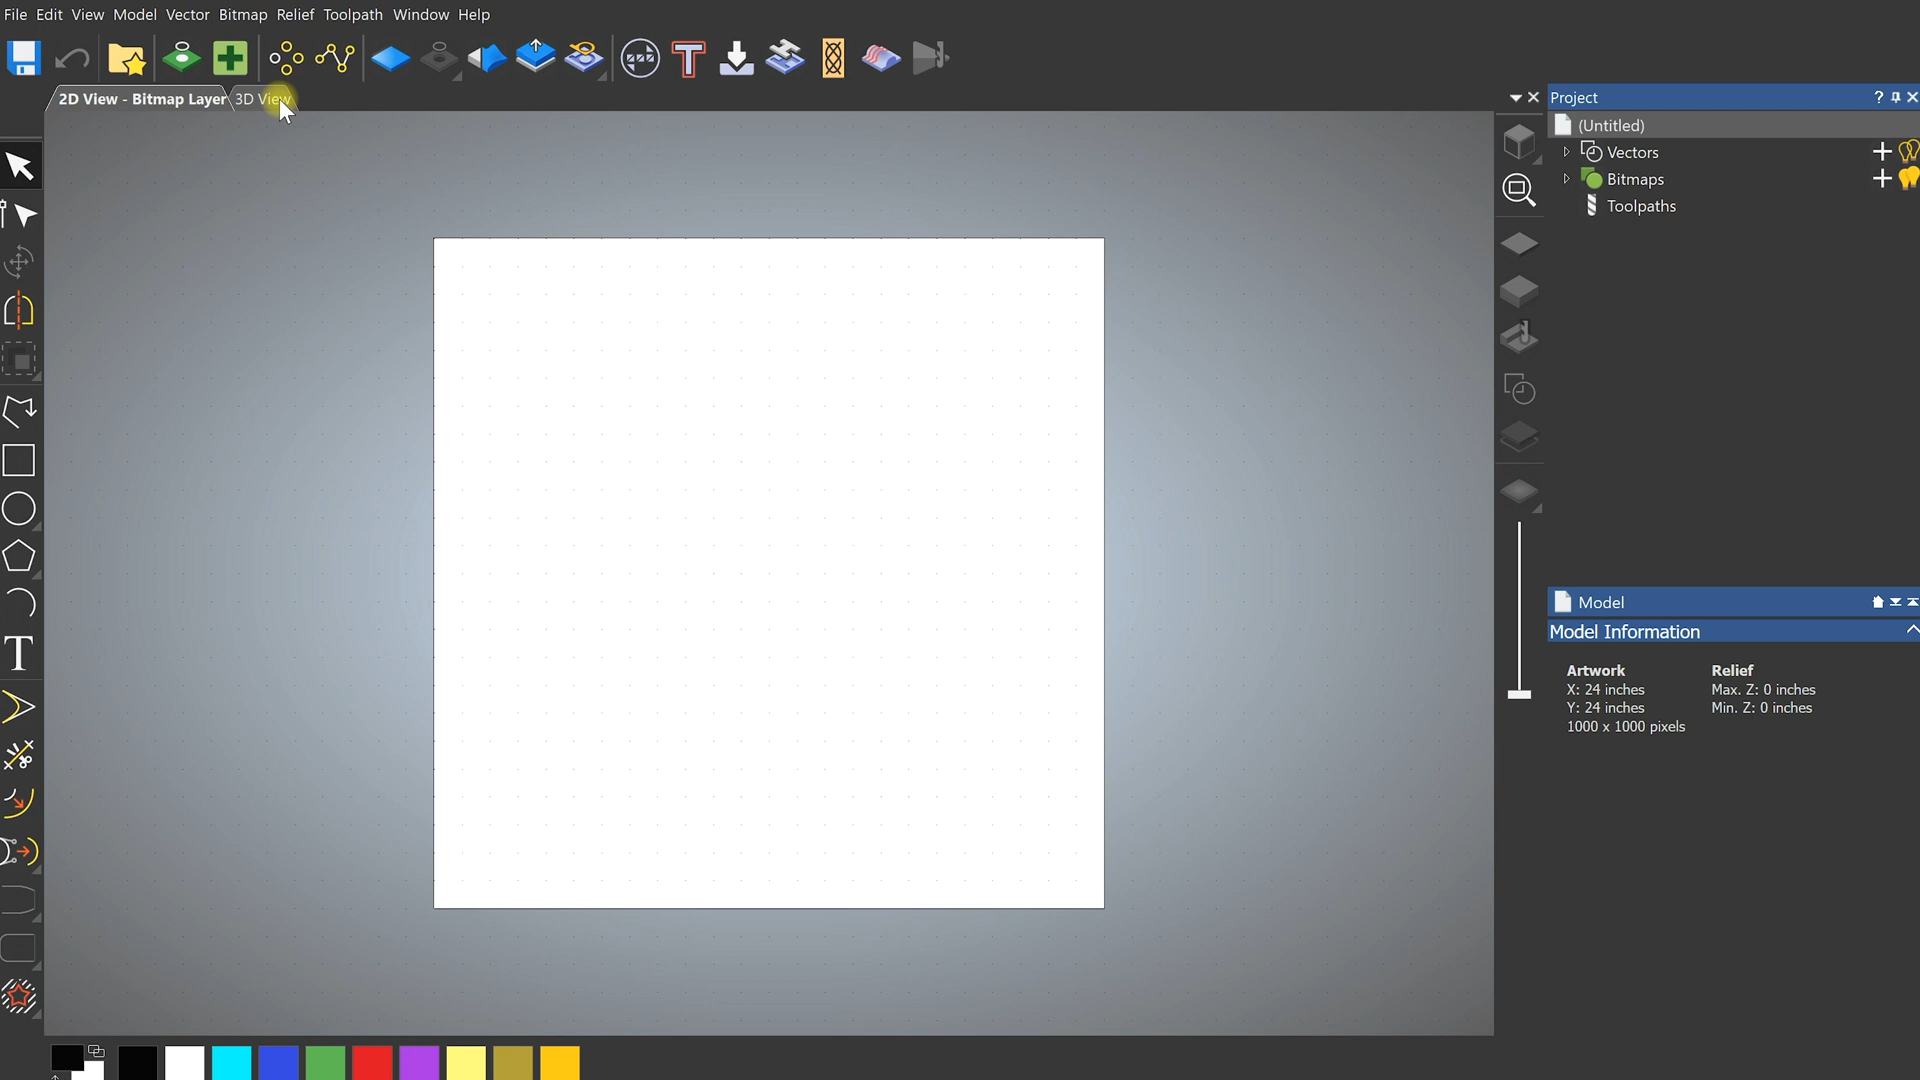 File Edit View Model Vector Bitmap Relief Toolpath Window Help
2D View - Bitmap Layer 3D View
Project
(Untitled)
Vectors
Bitmaps
Toolpaths
Model
Model Information
Artwork Relief
X: 24 inches Max. Z: 0 inches
Y: 24 inches Min. Z: 0 inches
1000 x 1000 pixels